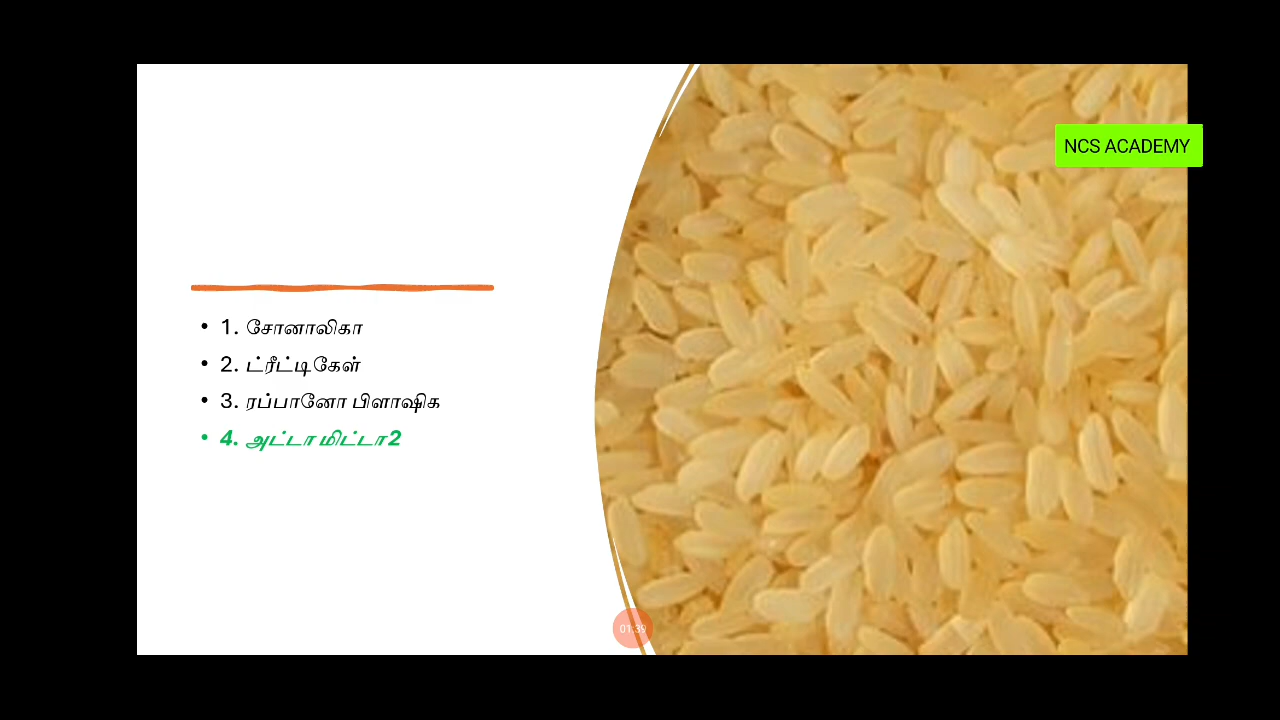 NCS ACADEMY
• 1. சோனாலிகா
• 2. ட்ரீட்டிகேள்
• 3. ரப்பானோ பிளாஷிக
• 4. அட்டாமிட்டா2
01:39